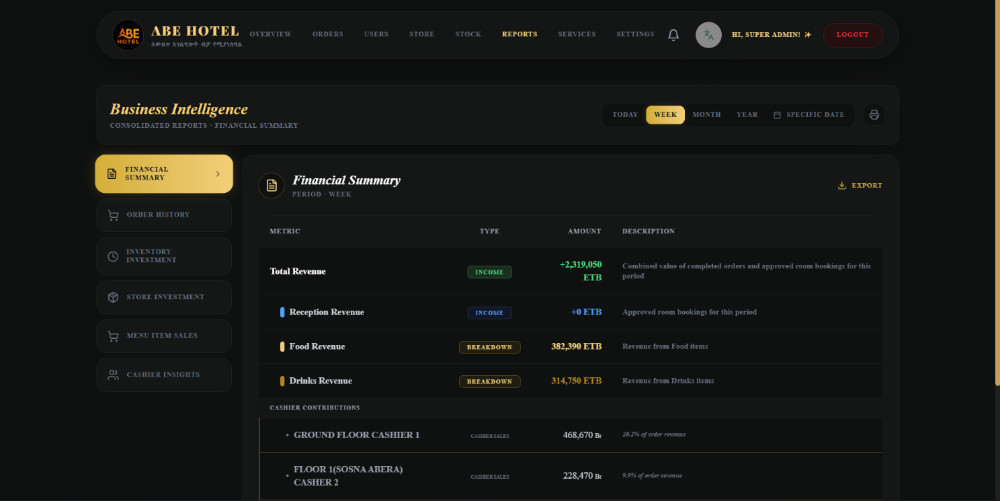 ABE
HOTEL
ABE HOTEL
ለውስጥ አገልግሎት ብቻ የሚያገለግል
OVERVIEW
ORDERS
USERS
STORE
STOCK
REPORTS
SERVICES
SETTINGS
HI, SUPER ADMIN! ✨
LOGOUT
Business Intelligence
CONSOLIDATED REPORTS · FINANCIAL SUMMARY
TODAY
WEEK
MONTH
YEAR
SPECIFIC DATE
FINANCIAL
SUMMARY
ORDER HISTORY
INVENTORY
INVESTMENT
STORE INVESTMENT
MENU ITEM SALES
CASHIER INSIGHTS
Financial Summary
PERIOD · WEEK
EXPORT
METRIC TYPE AMOUNT DESCRIPTION
Total Revenue INCOME +2,319,050 ETB Combined value of completed orders and approved room bookings for this period
Reception Revenue INCOME +0 ETB Approved room bookings for this period
Food Revenue BREAKDOWN 382,390 ETB Revenue from Food items
Drinks Revenue BREAKDOWN 314,750 ETB Revenue from Drinks items
CASHIER CONTRIBUTIONS
• GROUND FLOOR CASHIER 1 CASHIER SALES 468,670 Br 20.2% of order revenue
• FLOOR 1(SOSNA ABERA) CASHER 2 CASHIER SALES 228,470 Br 9.9% of order revenue